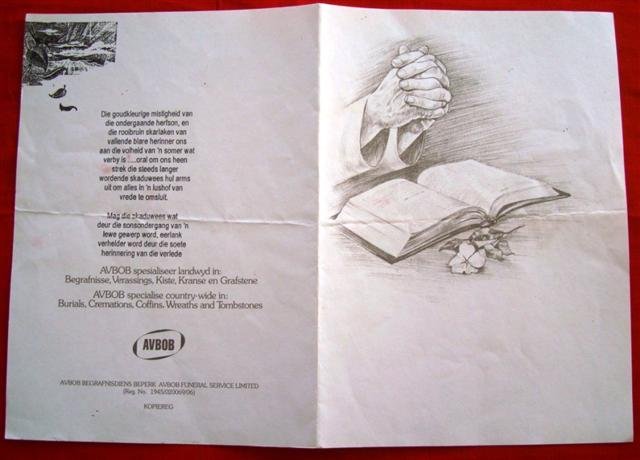 Die goudkleurige mistigheid van
die ondergaande herfson, en
die rooibruin skarlaken van
vallende blare herinner ons
aan die volheid van 'n somer wat
verby is ....oral om ons heen
strek die sleeds langer
wordende skaduwees hul arms
uit om alles in 'n lushof van
vrede te omsluit.
Mag die skaduwees wat
deur die sonsondergang van 'n
lewe gewerp word, eerlank
verhelder word deur die soete
herinnering van die verlede
AVBOB spesialiseer landwyd in:
Begrafnisse, Verassings, Kiste, Kranse en Grafstene
AVBOB specialise country-wide in:
Burials, Cremations, Coffins, Wreaths and Tombstones
AVBOB
AVBOB BEGRAFNISDIENS BEPERK AVBOB FUNERAL SERVICE LIMITED
(Reg. No. 1945/020069/06)
KOPIEREG